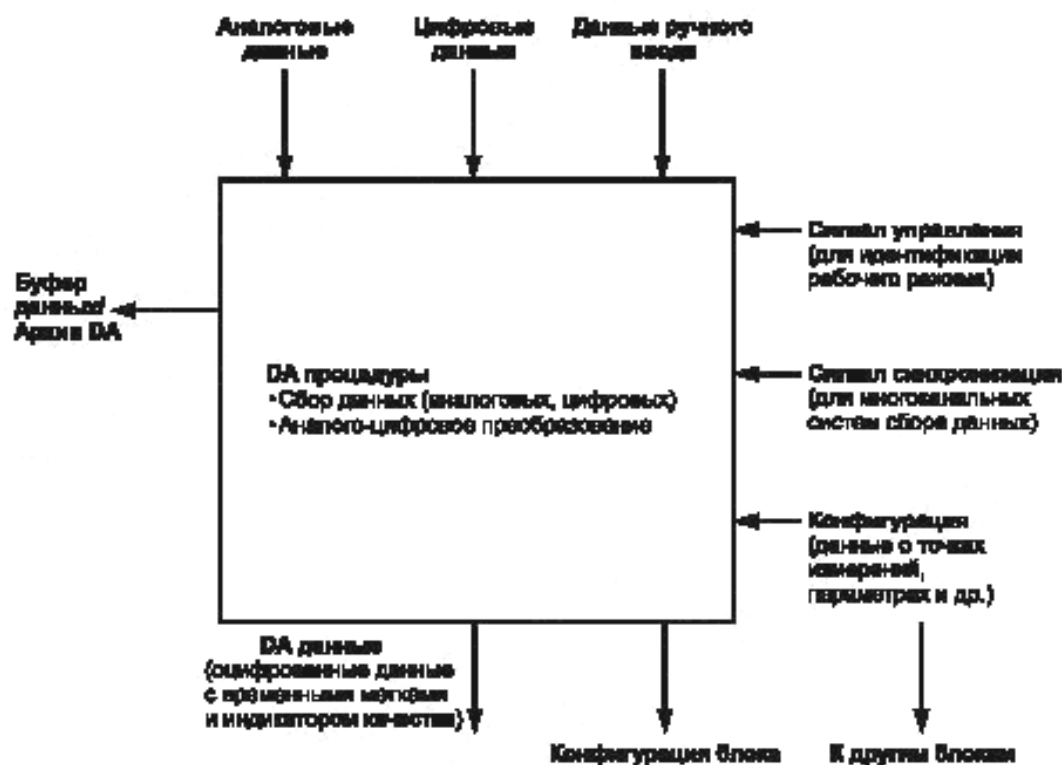 Аналоговые
данные
Цифровые
данные
Данные ручного
ввода
Сигнал управления
(для идентификации
рабочего режима)
Буфер
данных/
Архив DA
DA процедуры
• Сбор данных (аналоговых, цифровых)
• Аналого-цифровое преобразование
Сигнал синхронизации
(для многоканальных
систем сбора данных)
Конфигурация
(данные о точках
измерений,
параметрах и др.)
DA данные
(оцифрованные данные
с временными метками
и индикатором качества)
Конфигурация блока
К другим блокам